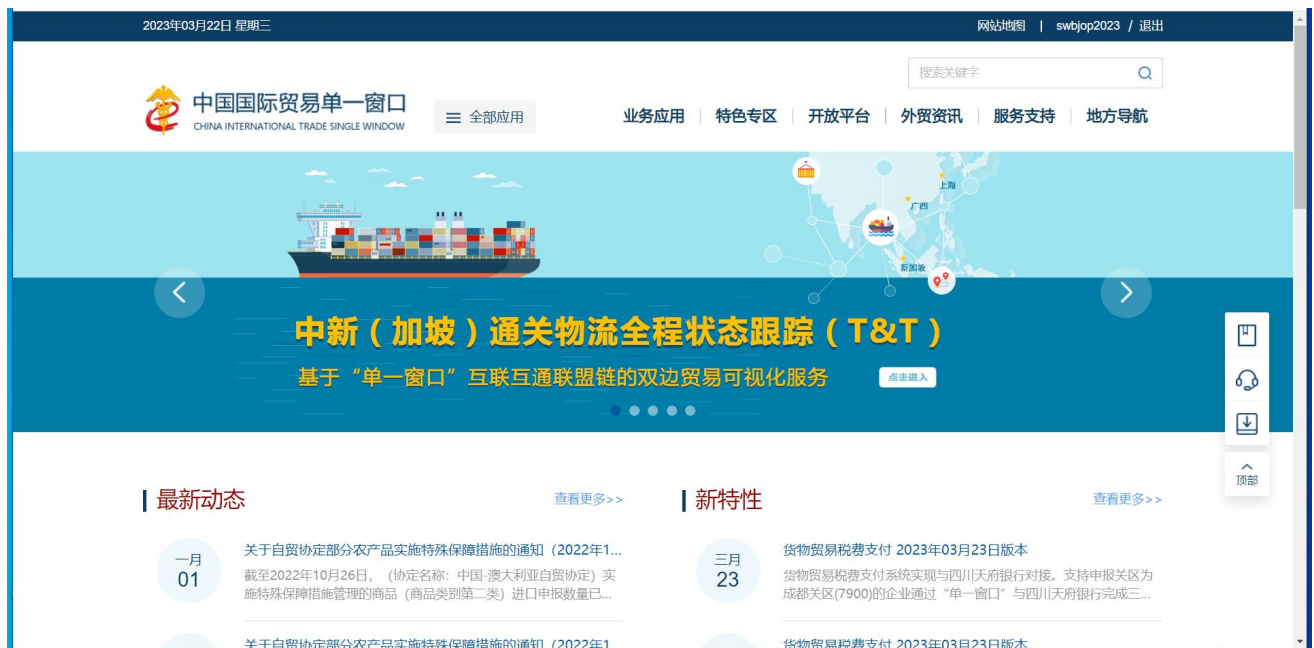 2023年03月22日 星期三
网站地图 | swbjop2023 / 退出
搜索关键字
中国国际贸易单一窗口
CHINA INTERNATIONAL TRADE SINGLE WINDOW
全部应用
业务应用 | 特色专区 | 开放平台 | 外贸资讯 | 服务支持 | 地方导航
上海
广西
新加坡
中新（加坡）通关物流全程状态跟踪（T&T）
基于“单一窗口”互联互通联盟链的双边贸易可视化服务
点击进入
顶部
最新动态
查看更多>>
一月
01
关于自贸协定部分农产品实施特殊保障措施的通知（2022年1...
截至2022年10月26日，（协定名称：中国-澳大利亚自贸协定）实
施特殊保障措施管理的商品（商品类别第二类）进口申报数量已...
关于自贸协定部分农产品实施特殊保障措施的通知（2022年1
新特性
查看更多>>
三月
23
货物贸易税费支付 2023年03月23日版本
货物贸易税费支付系统实现与四川天府银行对接。支持申报关区为
成都关区(7900)的企业通过“单一窗口”与四川天府银行完成三...
货物贸易税费支付 2023年03月23日版本